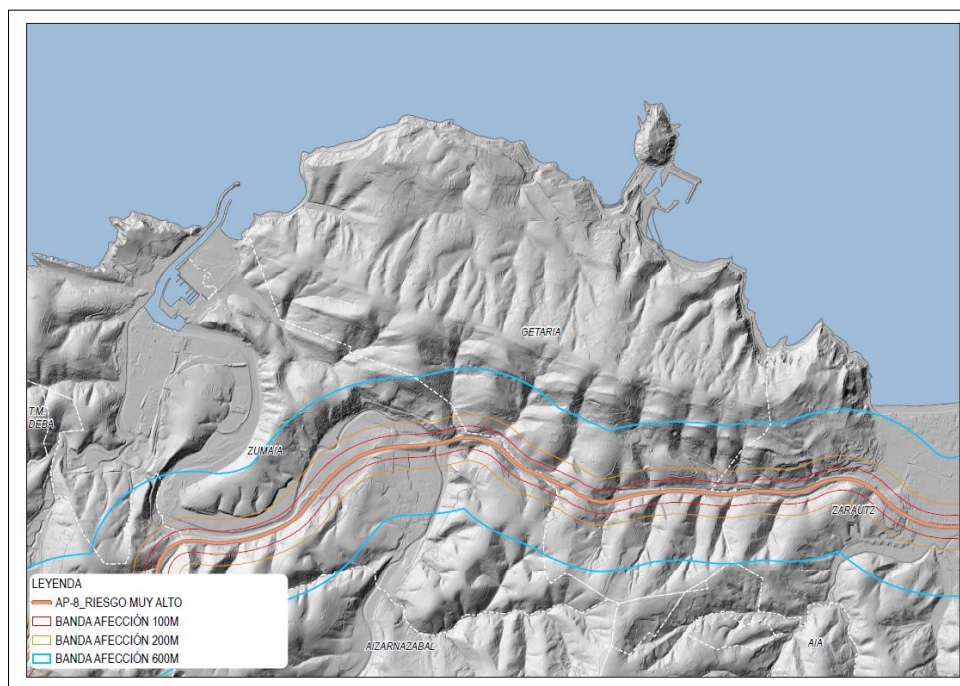 GETARIA
T.M.
DEBA
ZUMAIA
ZARAUTZ
LEYENDA
AP-8_RIESGO MUY ALTO
BANDA AFECCIÓN 100M
BANDA AFECCIÓN 200M
BANDA AFECCIÓN 600M
AIZARNAZABAL
AIA